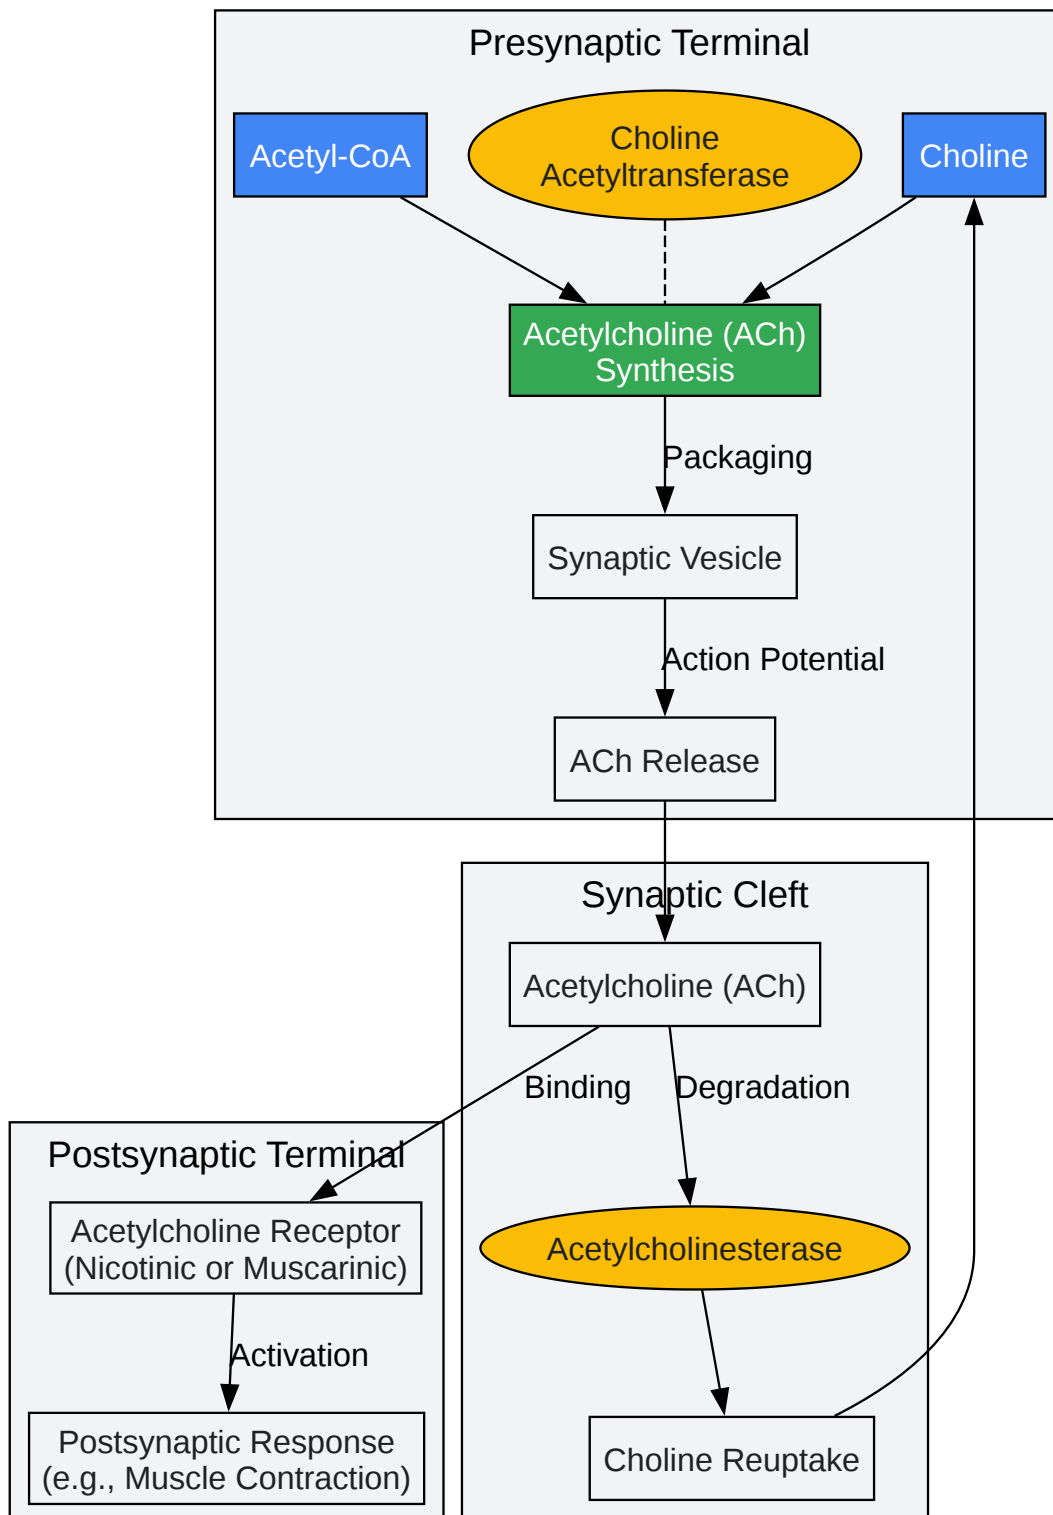 Presynaptic Terminal
Acetyl-CoA
Choline
Acetyltransferase
Choline
Acetylcholine (ACh)
Synthesis
Packaging
Synaptic Vesicle
Action Potential
ACh Release
Synaptic Cleft
Acetylcholine (ACh)
Binding
Degradation
Postsynaptic Terminal
Acetylcholine Receptor
(Nicotinic or Muscarinic)
Acetylcholinesterase
Activation
Postsynaptic Response
(e.g., Muscle Contraction)
Choline Reuptake